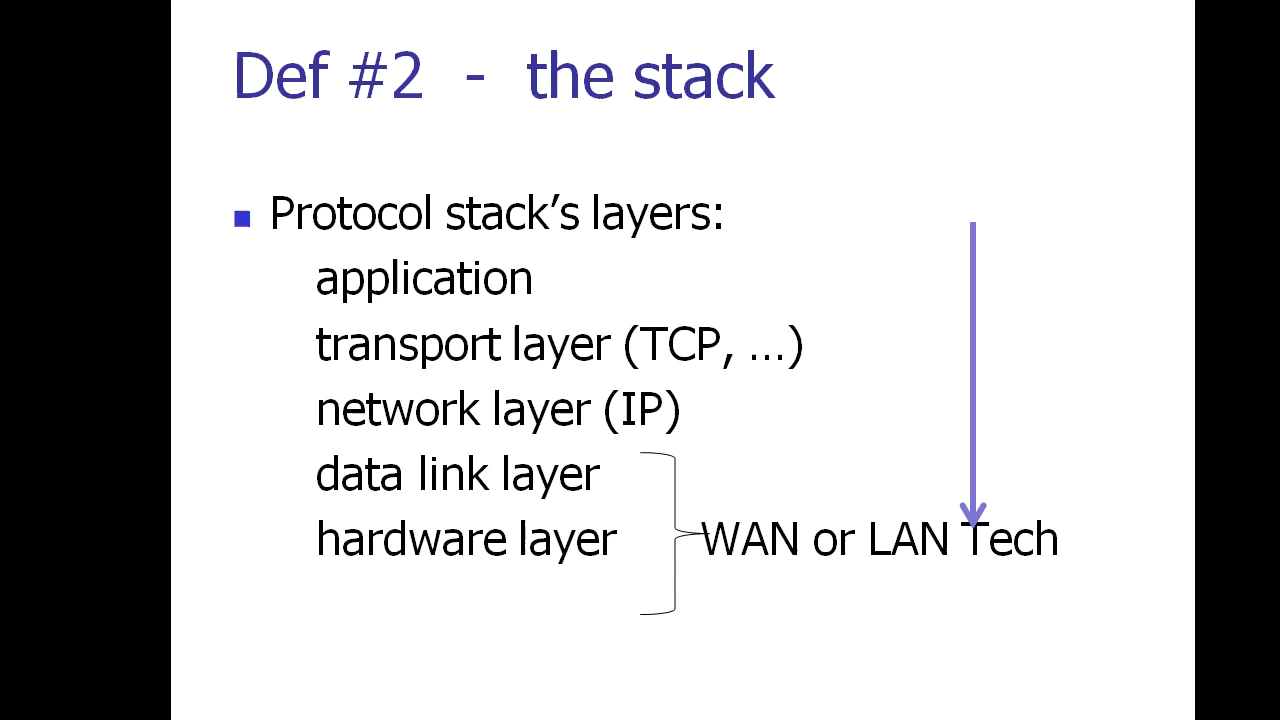 Def #2 - the stack
Protocol stack’s layers:
application
transport layer (TCP, …)
network layer (IP)
data link layer
hardware layer WAN or LAN Tech